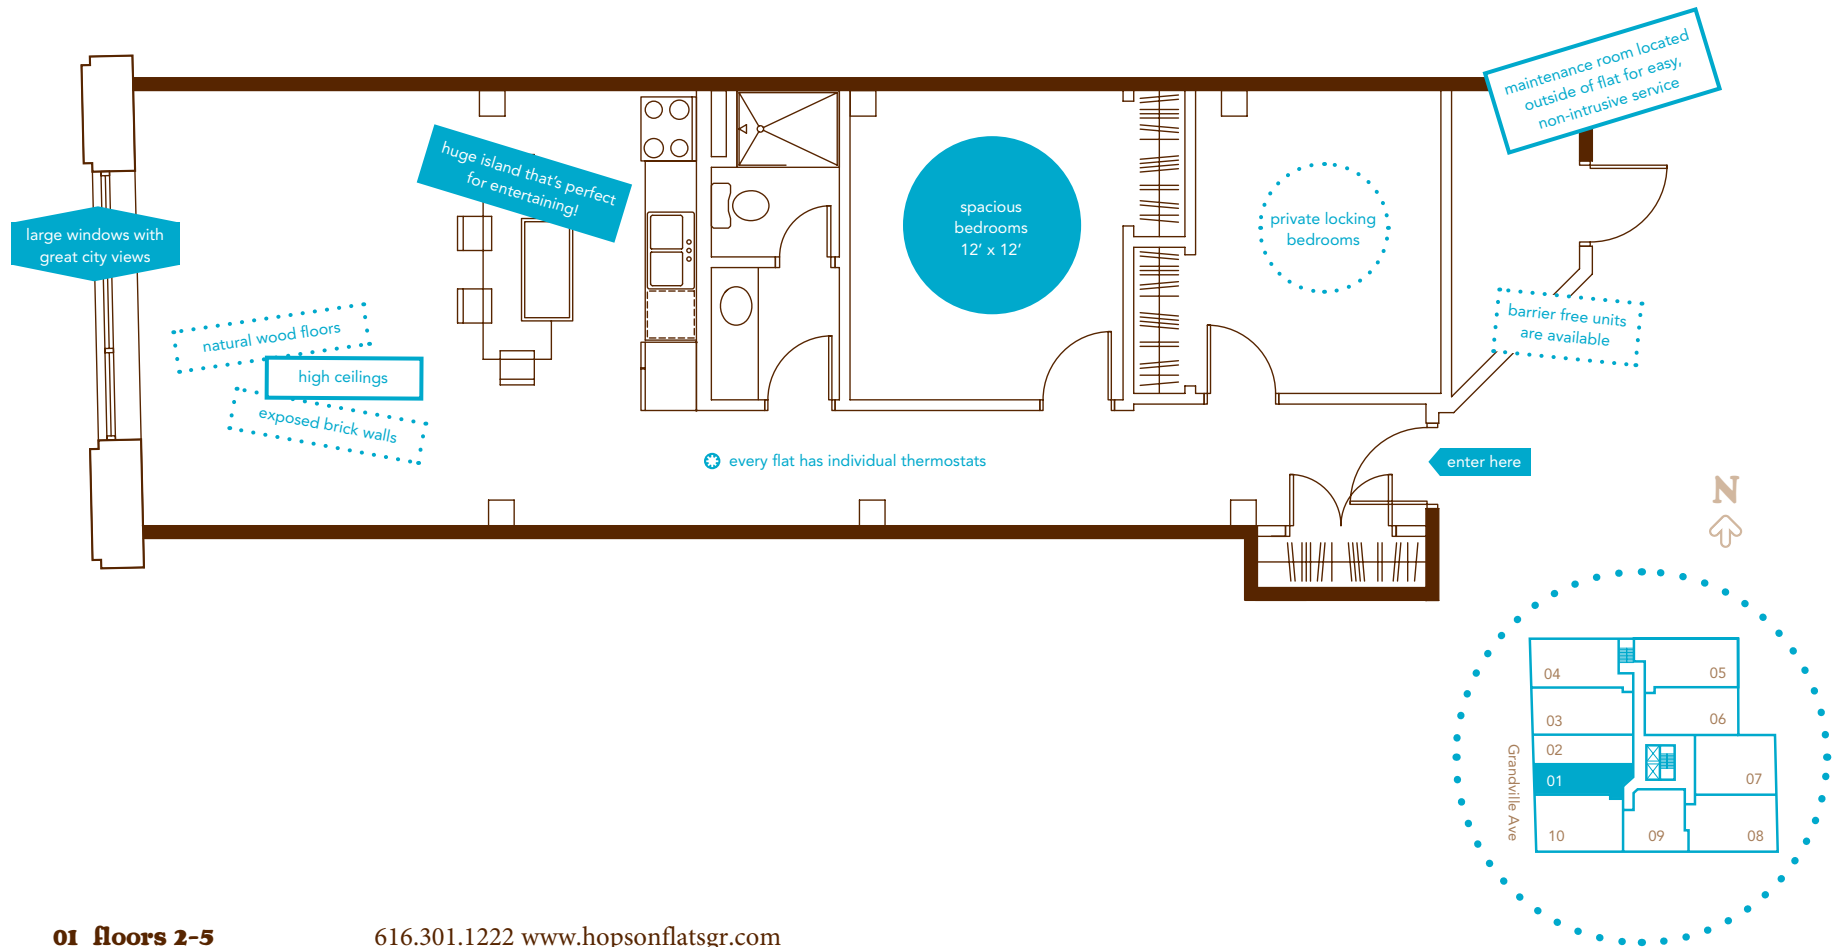 maintenance room located
outside of flat for easy,
non-intrusive service
huge island that's perfect
for entertaining!
large windows with
great city views
spacious
bedrooms
12' x 12'
private locking
bedrooms
natural wood floors
high ceilings
exposed brick walls
barrier free units
are available
every flat has individual thermostats
enter here
N
04
05
03
06
02
01
07
10
09
08
Grandville Ave
01 floors 2-5
616.301.1222 www.hopsonflatsgr.com